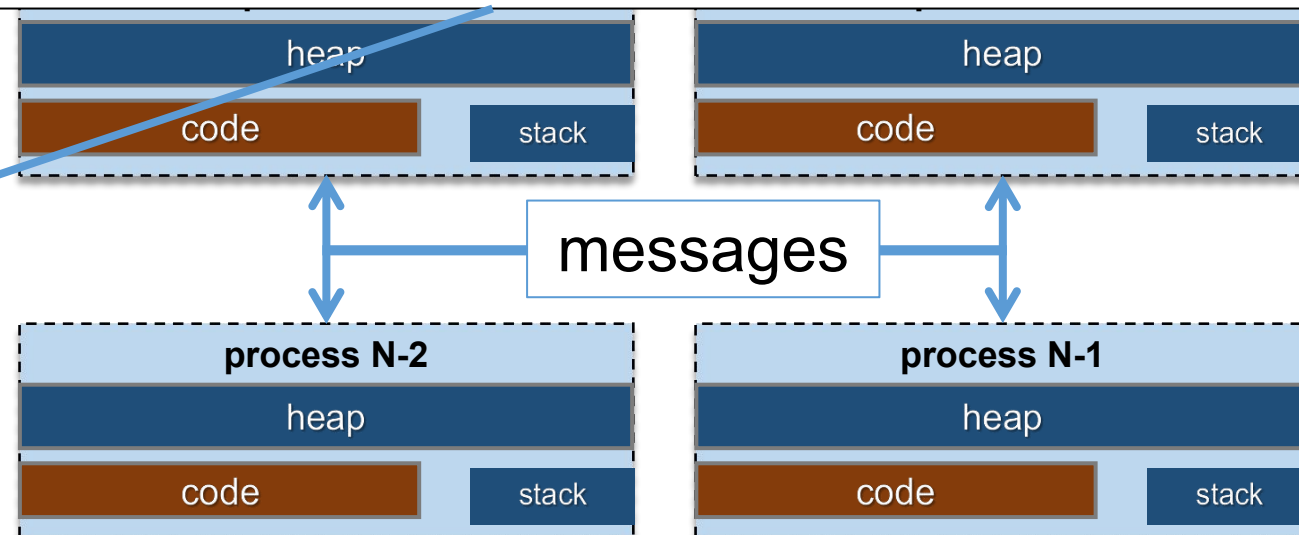 heap heap
code stack code stack
messages
process N-2 process N-1
heap heap
code stack code stack